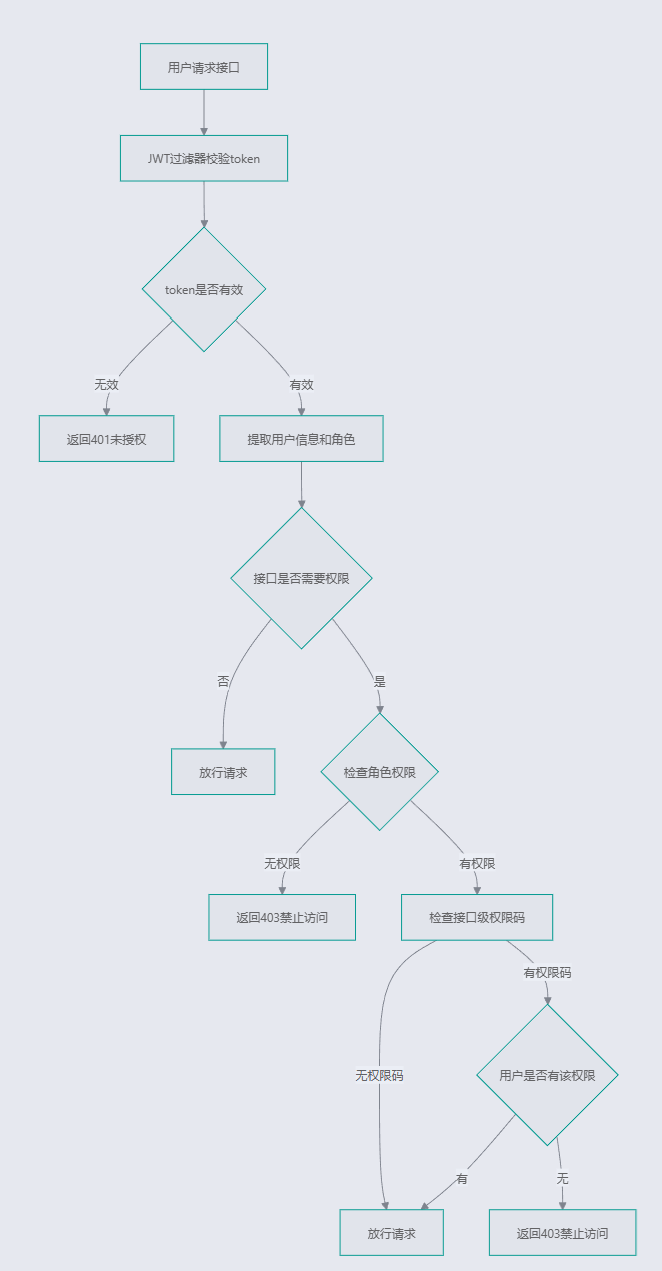 用户请求接口
JWT过滤器校验token
token是否有效
无效
有效
返回401未授权
提取用户信息和角色
接口是否需要权限
否
是
放行请求
检查角色权限
无权限
有权限
返回403禁止访问
检查接口级权限码
有权限码
无权限码
用户是否有该权限
有
无
放行请求
返回403禁止访问